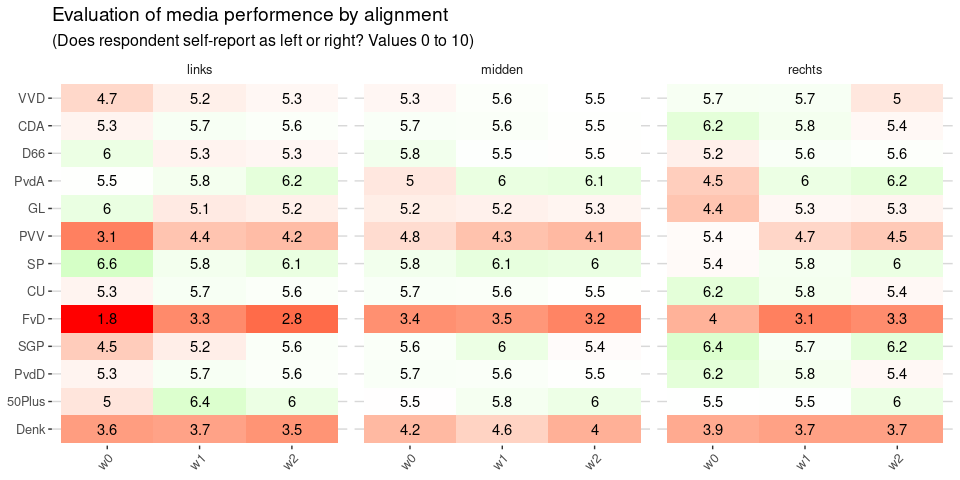 Evaluation of media performence by alignment
(Does respondent self-report as left or right? Values 0 to 10)
links midden rechts
VVD 4.7 5.2 5.3 5.3 5.6 5.5 5.7 5.7 5
CDA 5.3 5.7 5.6 5.7 5.6 5.5 6.2 5.8 5.4
D66 6 5.3 5.3 5.8 5.5 5.5 5.2 5.6 5.6
PvdA 5.5 5.8 6.2 5 6 6.1 4.5 6 6.2
GL 6 5.1 5.2 5.2 5.2 5.3 4.4 5.3 5.3
PVV 3.1 4.4 4.2 4.8 4.3 4.1 5.4 4.7 4.5
SP 6.6 5.8 6.1 5.8 6.1 6 5.4 5.8 6
CU 5.3 5.7 5.6 5.7 5.6 5.5 6.2 5.8 5.4
FvD 1.8 3.3 2.8 3.4 3.5 3.2 4 3.1 3.3
SGP 4.5 5.2 5.6 5.6 6 5.4 6.4 5.7 6.2
PvdD 5.3 5.7 5.6 5.7 5.6 5.5 6.2 5.8 5.4
50Plus 5 6.4 6 5.5 5.8 6 5.5 5.5 6
Denk 3.6 3.7 3.5 4.2 4.6 4 3.9 3.7 3.7
w0 w1 w2 w0 w1 w2 w0 w1 w2